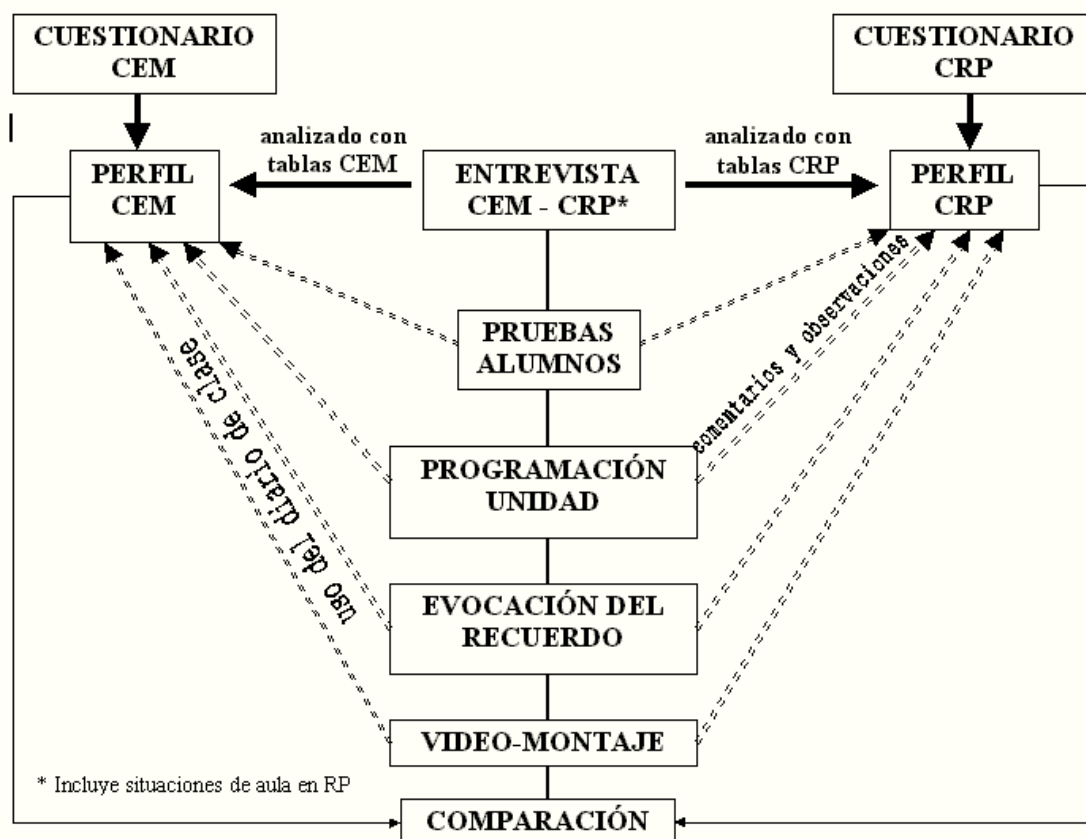 CUESTIONARIO
CEM
CUESTIONARIO
CRP
analizado con
tablas CEM
analizado con
tablas CRP
PERFIL
CEM
ENTREVISTA
CEM - CRP*
PERFIL
CRP
PRUEBAS
ALUMNOS
comentarios y observaciones
uso del diario de clase
PROGRAMACIÓN
UNIDAD
EVOCACIÓN DEL
RECUERDO
VIDEO-MONTAJE
* Incluye situaciones de aula en RP
COMPARACIÓN